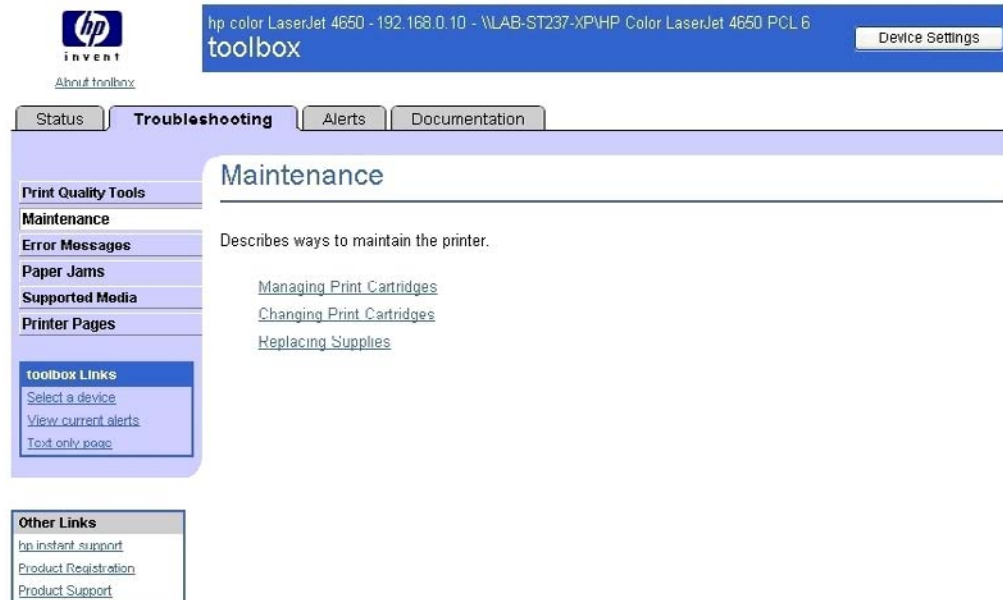 hp
invent
About toolbox
hp color LaserJet 4650 - 192.168.0.10 - \\LAB-ST237-XP\HP Color LaserJet 4650 PCL 6
toolbox
Device Settings
Status
Troubleshooting
Alerts
Documentation
Print Quality Tools
Maintenance
Error Messages
Paper Jams
Supported Media
Printer Pages
toolbox Links
Select a device
View current alerts
Text only page
Other Links
hp instant support
Product Registration
Product Support
Maintenance
Describes ways to maintain the printer.
Managing Print Cartridges
Changing Print Cartridges
Replacing Supplies